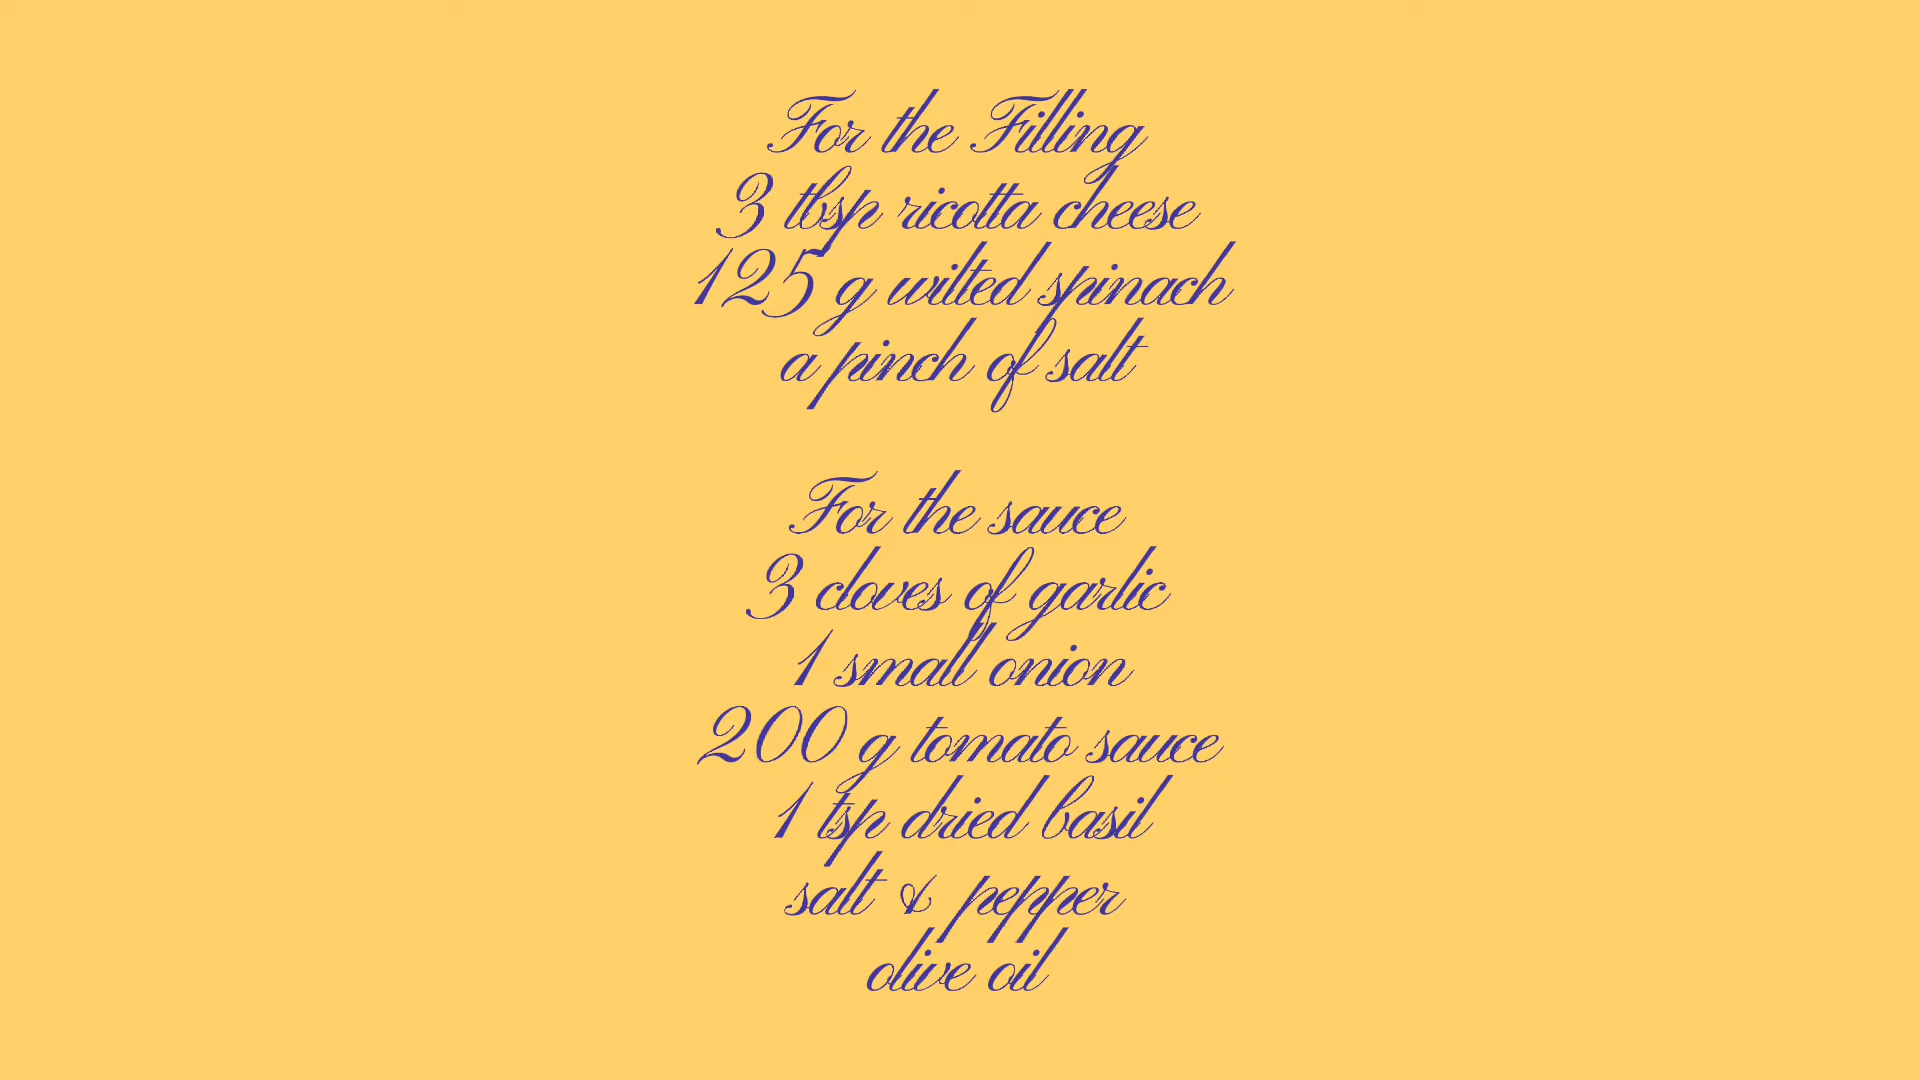 For the Filling
3 tbsp ricotta cheese
125 g wilted spinach
a pinch of salt
For the sauce
3 cloves of garlic
1 small onion
200 g tomato sauce
1 tsp dried basil
salt & pepper
olive oil